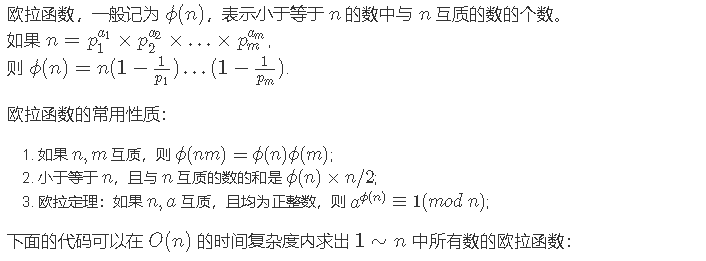 欧拉函数，一般记为 $\phi(n)$，表示小于等于 $n$ 的数中与 $n$ 互质的数的个数。
如果 $n = p_1^{a_1} \times p_2^{a_2} \times \ldots \times p_m^{a_m}$,
则 $\phi(n) = n(1 - \frac{1}{p_1}) \ldots (1 - \frac{1}{p_m})$.
欧拉函数的常用性质：
1. 如果 $n, m$ 互质，则 $\phi(nm) = \phi(n)\phi(m)$;
2. 小于等于 $n$，且与 $n$ 互质的数的和是 $\phi(n) \times n/2$;
3. 欧拉定理：如果 $n, a$ 互质，且均为正整数，则 $a^{\phi(n)} \equiv 1(mod\ n)$;
下面的代码可以在 $O(n)$ 的时间复杂度内求出 $1 \sim n$ 中所有数的欧拉函数：